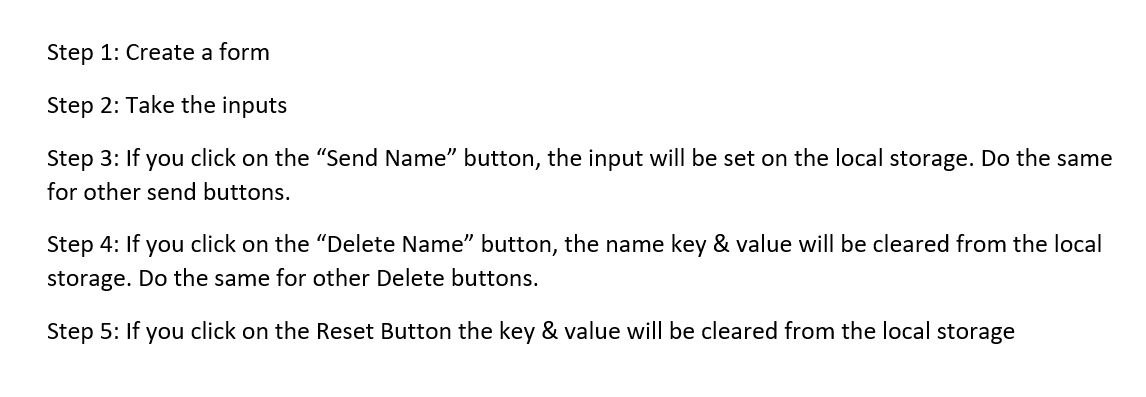 Step 1: Create a form
Step 2: Take the inputs
Step 3: If you click on the “Send Name” button, the input will be set on the local storage. Do the same
for other send buttons.
Step 4: If you click on the “Delete Name” button, the name key & value will be cleared from the local
storage. Do the same for other Delete buttons.
Step 5: If you click on the Reset Button the key & value will be cleared from the local storage